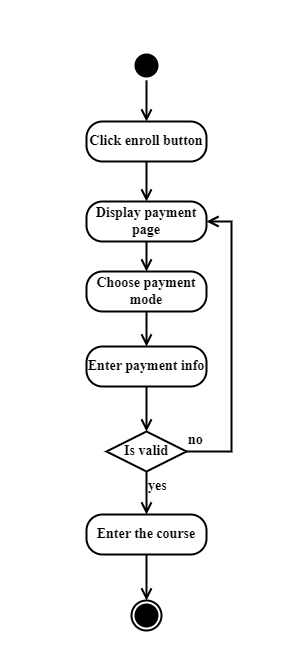 Click enroll button
Display payment
page
Choose payment
mode
Enter payment info
Is valid
no
yes
Enter the course